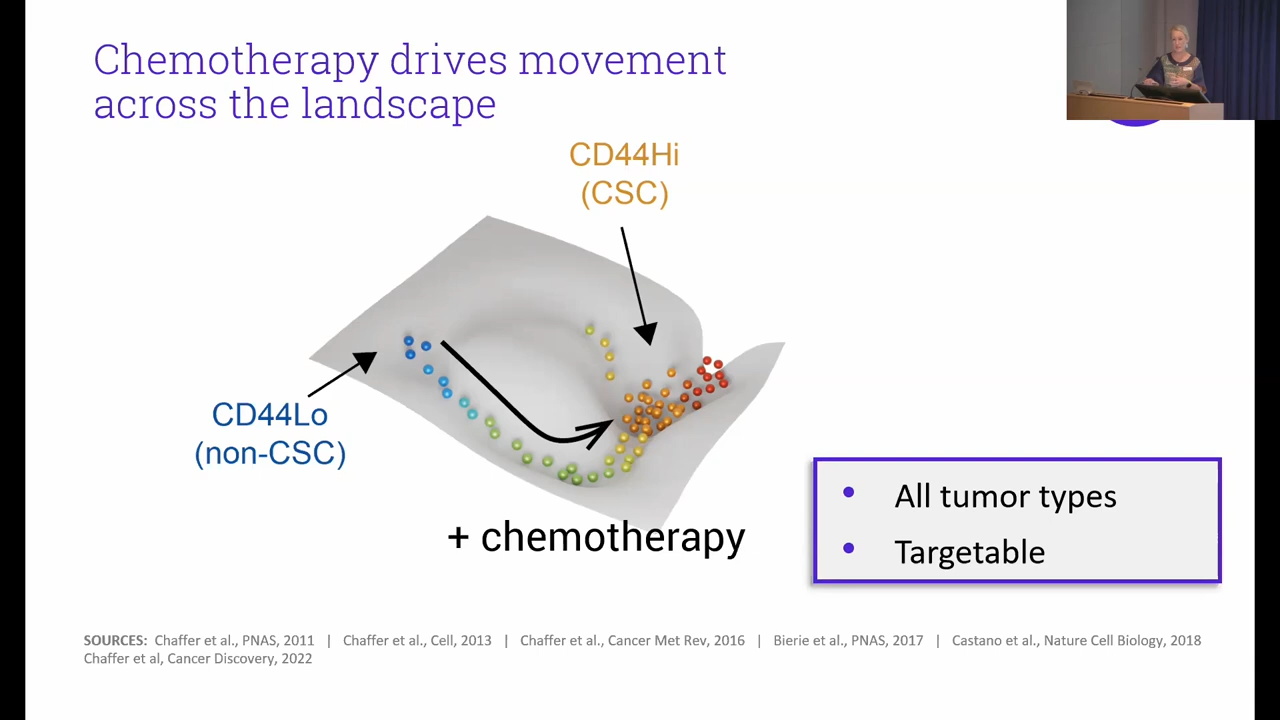 Chemotherapy drives movement
across the landscape
CD44Hi
(CSC)
CD44Lo
(non-CSC)
+ chemotherapy
• All tumor types
• Targetable
SOURCES: Chaffer et al., PNAS, 2011 | Chaffer et al., Cell, 2013 | Chaffer et al., Cancer Met Rev, 2016 | Bierie et al., PNAS, 2017 | Castano et al., Nature Cell Biology, 2018
Chaffer et al, Cancer Discovery, 2022